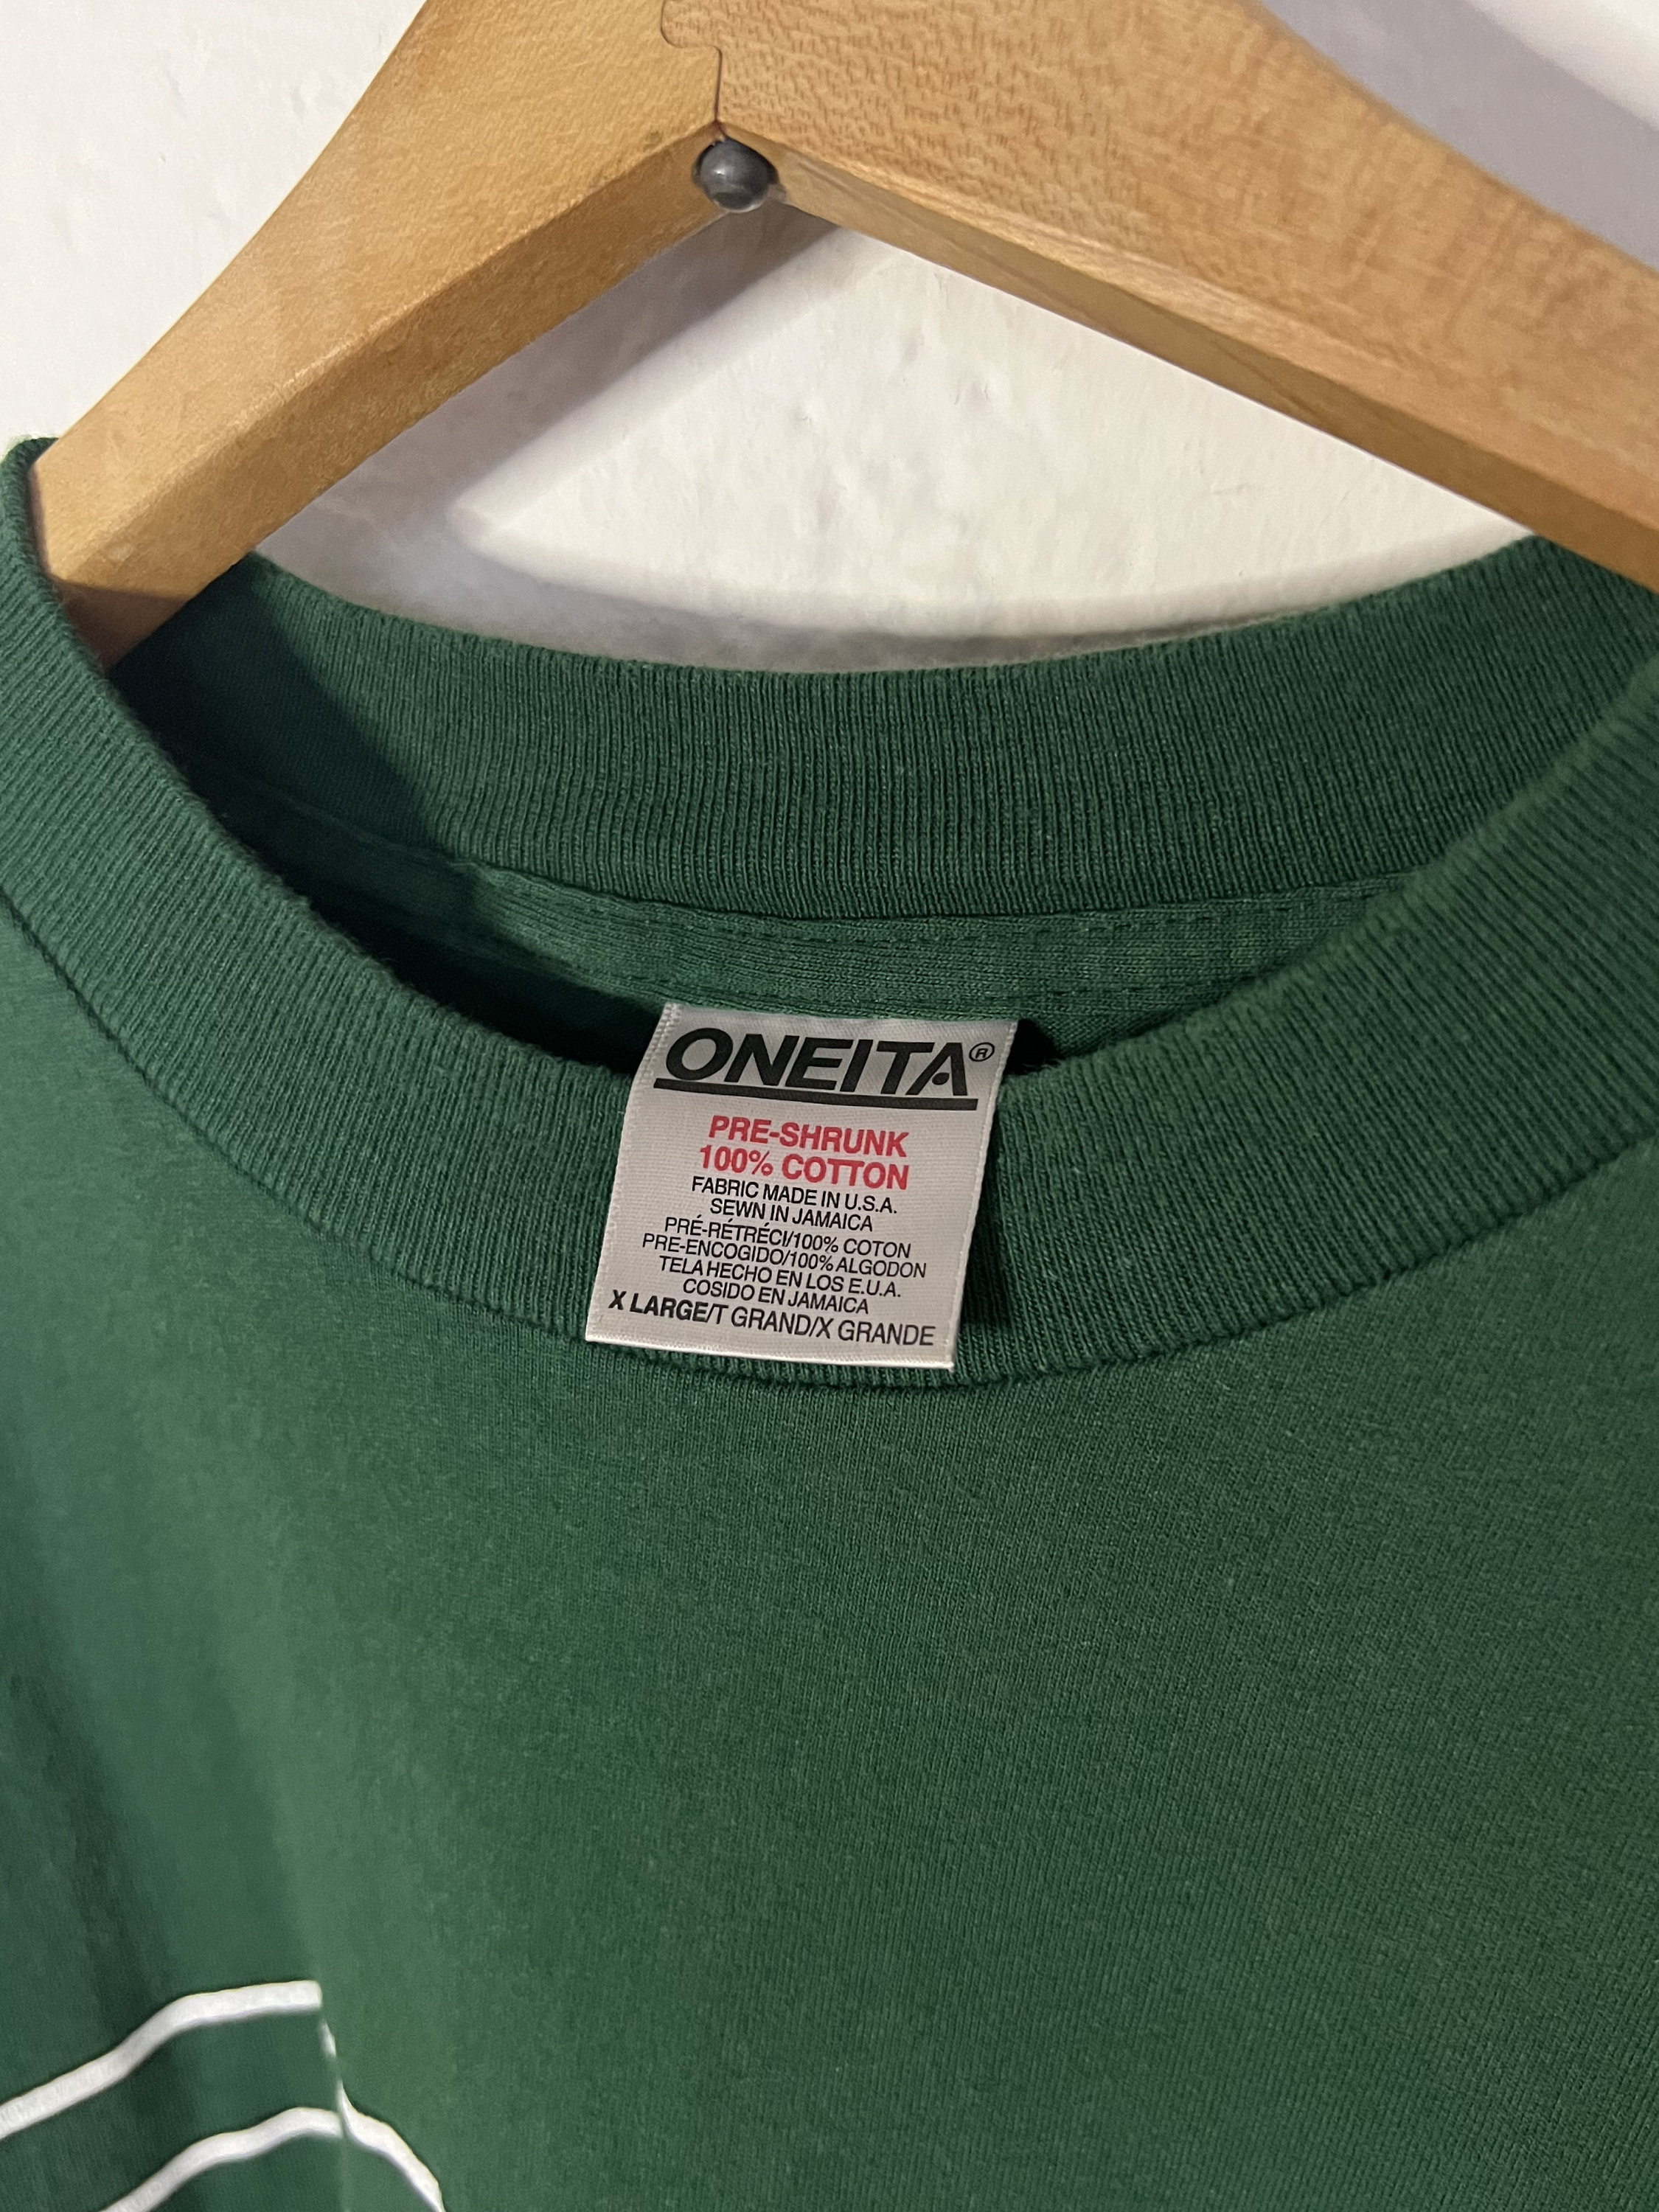 ONEITA®
PRE-SHRUNK
100% COTTON
FABRIC MADE IN U.S.A.
SEWN IN JAMAICA
PRÉ-RÉTRÉCI/100% COTON
PRE-ENCOGIDO/100% ALGODON
TELA HECHO EN LOS E.U.A.
COSIDO EN JAMAICA
X LARGE/T GRAND/X GRANDE